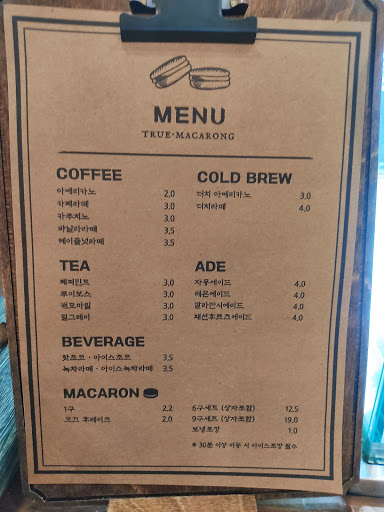 MENU
TRUE·MACARONG
COFFEE
아메리카노 2,0
카페라떼 3,0
카푸치노 3,0
바닐라라떼 3,5
헤이즐넛라떼 3,5
COLD BREW
더치 아메리카노 3,0
더치라떼 4,0
TEA
페퍼민트 3,0
루이보스 3,0
캐모마일 3,0
얼그레이 3,0
ADE
자몽에이드 4,0
레몬에이드 4,0
깔라만시에이드 4,0
패션후르츠에이드 4,0
BEVERAGE
핫초코 · 아이스초코 3,5
녹차라떼 · 아이스녹차라떼 3,5
MACARON
1구 2,2
꼬끄 후레이크 2,0
6구세트 (상자포함) 12,5
9구세트 (상자포함) 19,0
보냉포장 1,0
※ 30분 이상 이동 시 아이스포장 필수